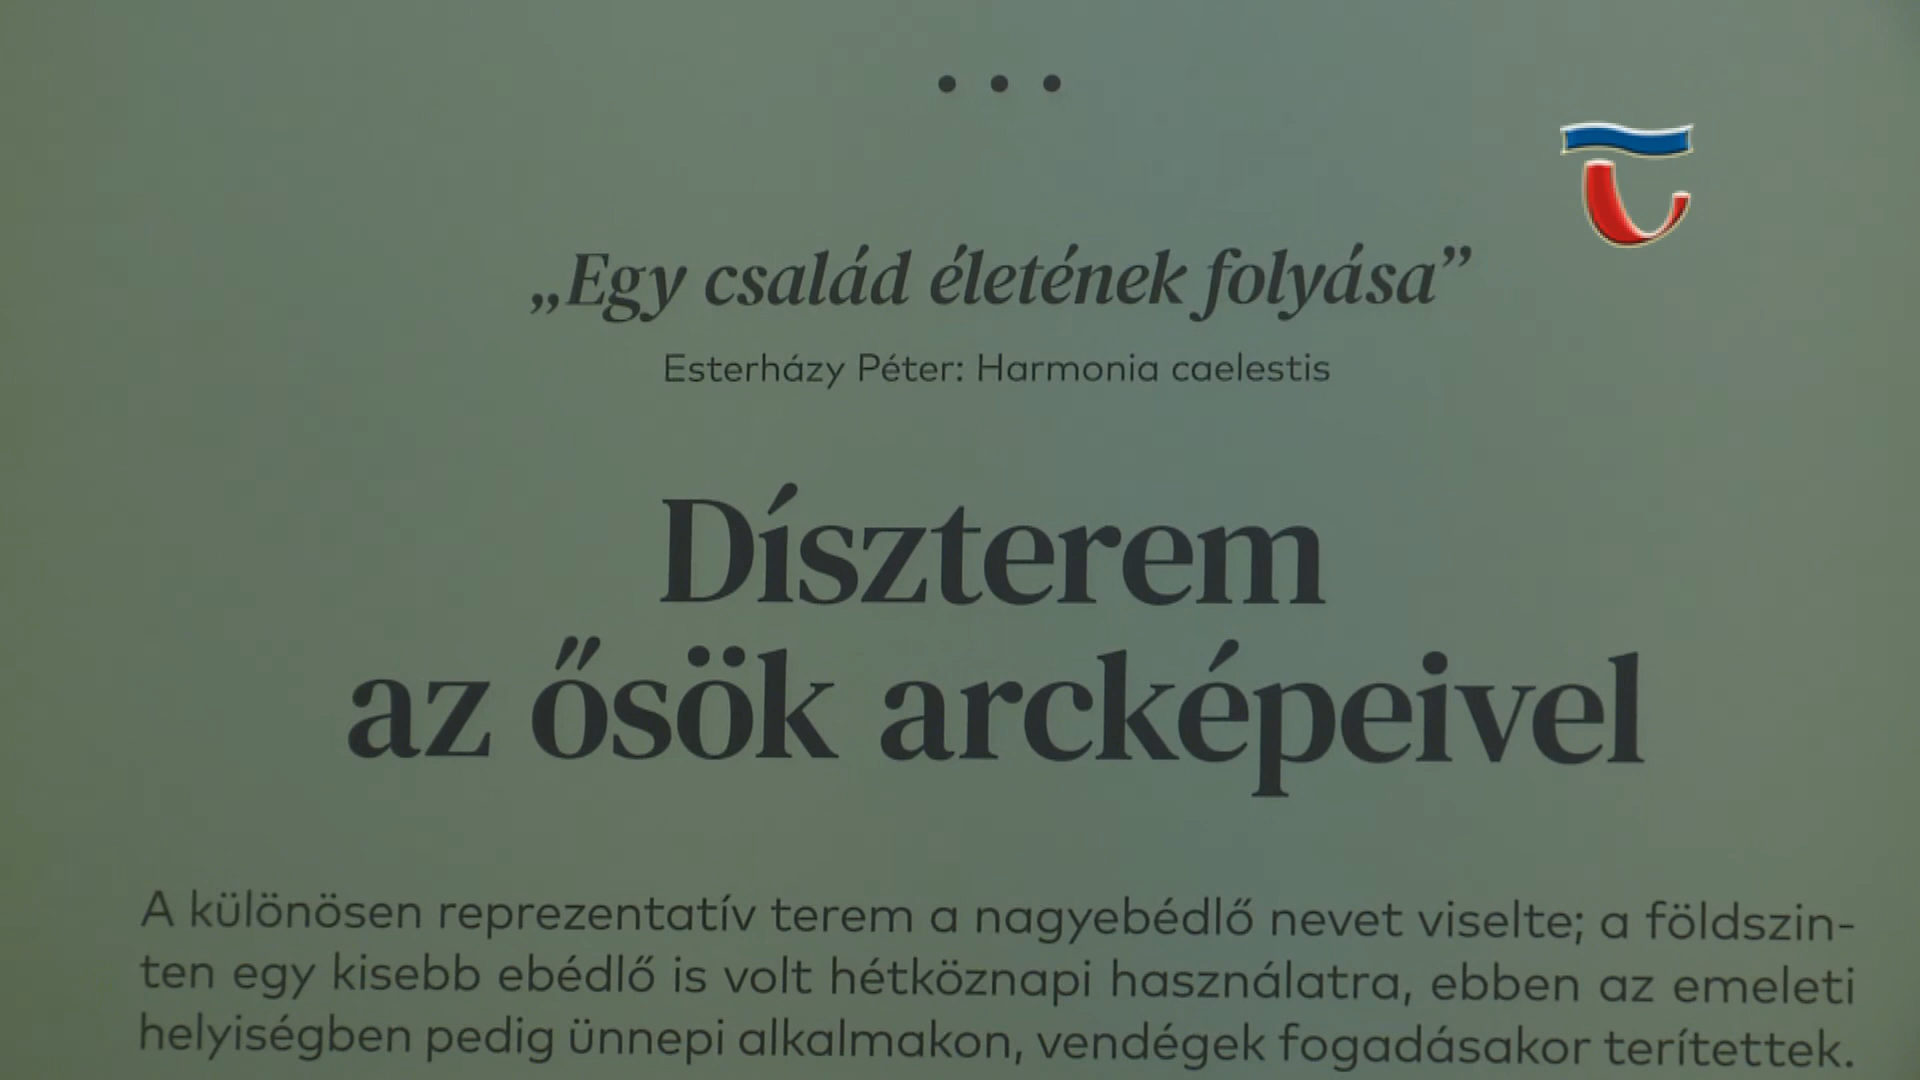 „Egy család életének folyása”
Esterházy Péter: Harmonia caelestis
Díszterem
az ősök arcképeivel
A különösen reprezentatív terem a nagyebédlő nevet viselte; a földszin-
ten egy kisebb ebédlő is volt hétköznapi használatra, ebben az emeleti
helyiségben pedig ünnepi alkalmakon, vendégek fogadásakor terítettek.